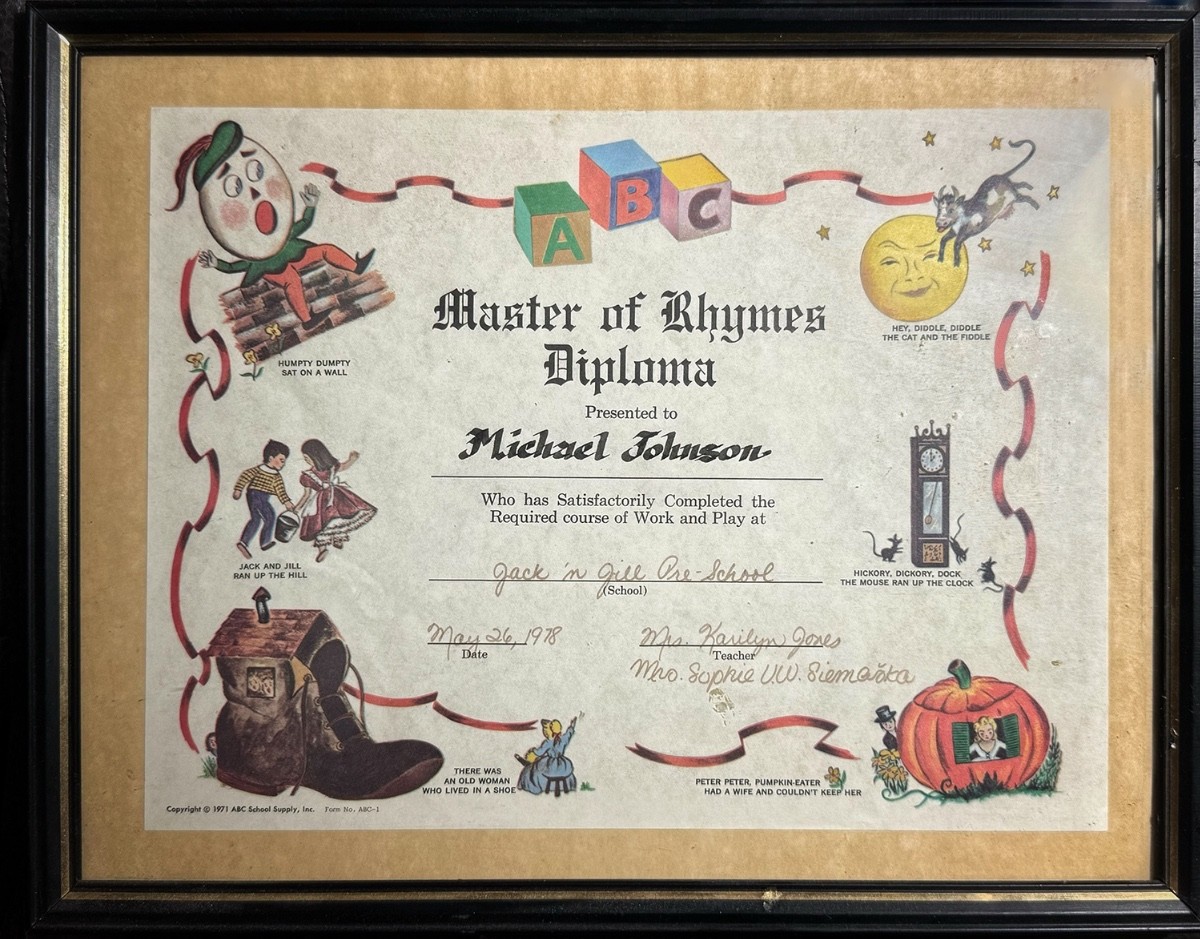 A B C
Master of Rhymes
Diploma
HEY, DIDDLE, DIDDLE
THE CAT AND THE FIDDLE
HUMPTY DUMPTY
SAT ON A WALL
Presented to
Michael Johnson
Who has Satisfactorily Completed the
Required course of Work and Play at
JACK AND JILL
RAN UP THE HILL
Jack 'n Jill Pre-School
(School)
HICKORY, DICKORY, DOCK
THE MOUSE RAN UP THE CLOCK
May 26, 1978
Date
Mrs. Karilyn Jones
Teacher
Mrs. Sophie V.W.
THERE WAS
AN OLD WOMAN
WHO LIVED IN A SHOE
PETER PETER, PUMPKIN-EATER
HAD A WIFE AND COULDN'T KEEP HER
Copyright © 1971 ABC School Supply, Inc. Form No. ABC-1